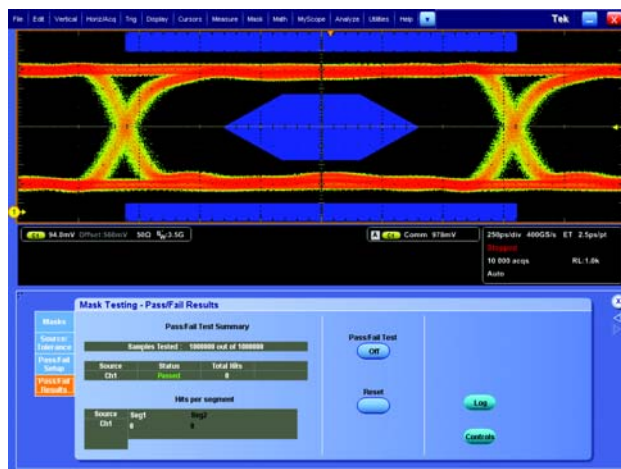 File Edit Vertical Horiz/Acq Trig Display Cursors Measure Mask Math MyScope Analyze Utilities Help Tek
C1 94.0mV Offset 560mV 50Ω BW:3.5G
A C1 Comm 978mV
250ps/div 400GS/s ET 2.5ps/pt
Stopped
10 000 acqs RL:1.0k
Auto
Mask Testing - Pass/Fail Results
Masks
Source/
Tolerance
Pass/Fail
Setup
Pass/Fail
Results
Pass/Fail Test Summary
Samples Tested : 1000000 out of 1000000
Source Status Total Hits
Ch1 Passed 0
Hits per segment
Source Seg1 Seg2
Ch1 0 0
Pass/Fail Test
Off
Reset
Log
Controls